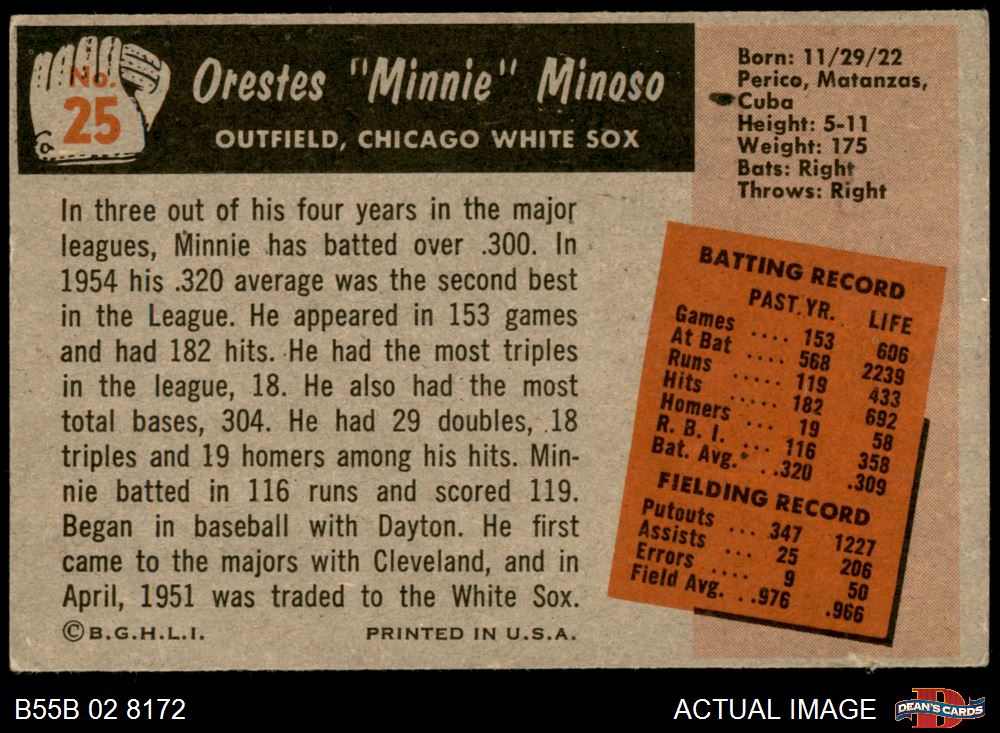 No.
25
Orestes "Minnie" Minoso
OUTFIELD, CHICAGO WHITE SOX
Born: 11/29/22
Perico, Matanzas,
Cuba
Height: 5-11
Weight: 175
Bats: Right
Throws: Right
In three out of his four years in the major
leagues, Minnie has batted over .300. In
1954 his .320 average was the second best
in the League. He appeared in 153 games
and had 182 hits. He had the most triples
in the league, 18. He also had the most
total bases, 304. He had 29 doubles, 18
triples and 19 homers among his hits. Min-
nie batted in 116 runs and scored 119.
Began in baseball with Dayton. He first
came to the majors with Cleveland, and in
April, 1951 was traded to the White Sox.
©B.G.H.L.I. PRINTED IN U.S.A.
BATTING RECORD
PAST YR. LIFE
Games .... 153 606
At Bat .... 568 2239
Runs ..... 119 433
Hits ..... 182 692
Homers .... 19 58
R. B. I. ... 116 358
Bat. Avg. ...320 .309
FIELDING RECORD
Putouts ... 347 1227
Assists ... 25 206
Errors .... 9 50
Field Avg. ..976 .966
B55B 02 8172
ACTUAL IMAGE
DEAN'S CARDS